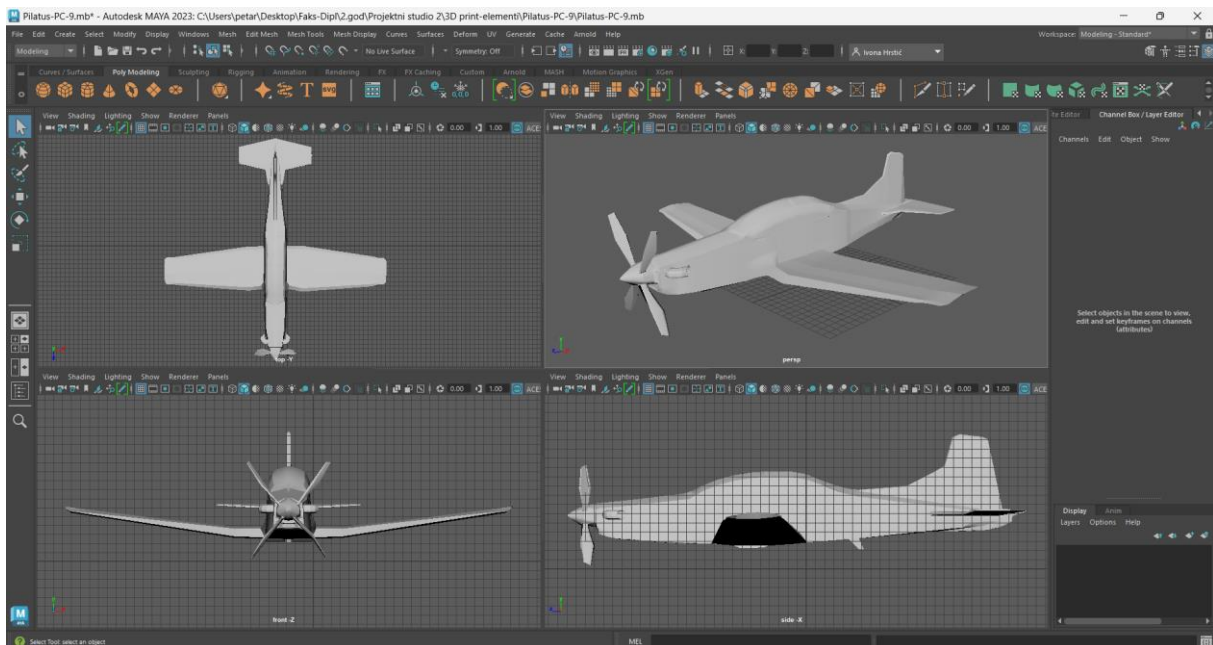 Pilatus-PC-9.mb* - Autodesk MAYA 2023: C:\Users\petar\Desktop\Faks-Dipl\2.god\Projektni studio 2\3D print-elementi\Pilatus-PC-9\Pilatus-PC-9.mb
File Edit Create Select Modify Display Windows Mesh Edit Mesh Mesh Tools Mesh Display Curves Surfaces Deform UV Generate Cache Arnold Help
Workspace: Modeling - Standard*
Modeling
No Live Surface
Symmetry: Off
X:
Y:
Z:
Ivona Hrstić
Curves / Surfaces Poly Modeling Sculpting Rigging Animation Rendering FX FX Caching Custom Arnold MASH Motion Graphics XGen
SVG
0,0,0
View Shading Lighting Show Renderer Panels
0.00 1.00 ACE
View Shading Lighting Show Renderer Panels
0.00 1.00 ACE
te Editor Channel Box / Layer Editor
Channels Edit Object Show
top -Y
persp
Select objects in the scene to view,
edit and set keyframes on channels
(attributes)
View Shading Lighting Show Renderer Panels
0.00 1.00 ACE
View Shading Lighting Show Renderer Panels
0.00 1.00 ACE
front -Z
side -X
Display Anim
Layers Options Help
M
Select Tool: select an object
MEL